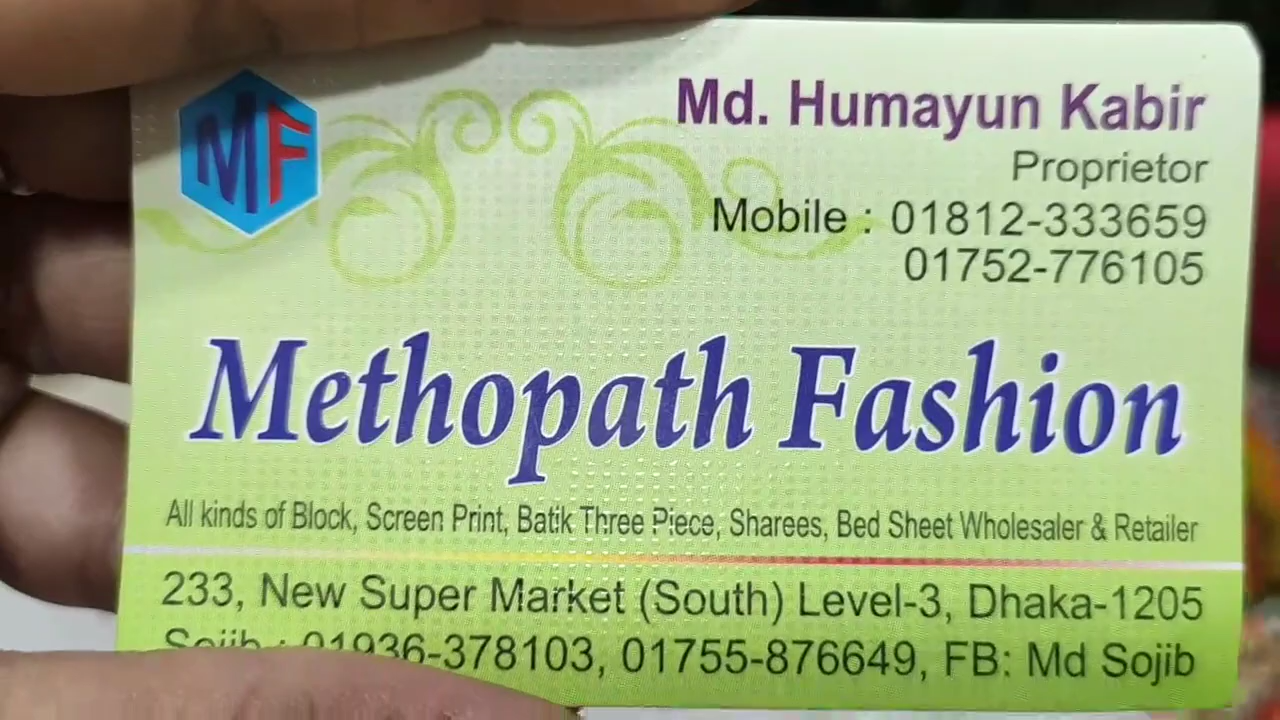 MF
Md. Humayun Kabir
Proprietor
Mobile : 01812-333659
01752-776105
Methopath Fashion
All kinds of Block, Screen Print, Batik Three Piece, Sharees, Bed Sheet Wholesaler & Retailer
233, New Super Market (South) Level-3, Dhaka-1205
Sojib : 01936-378103, 01755-876649, FB: Md Sojib